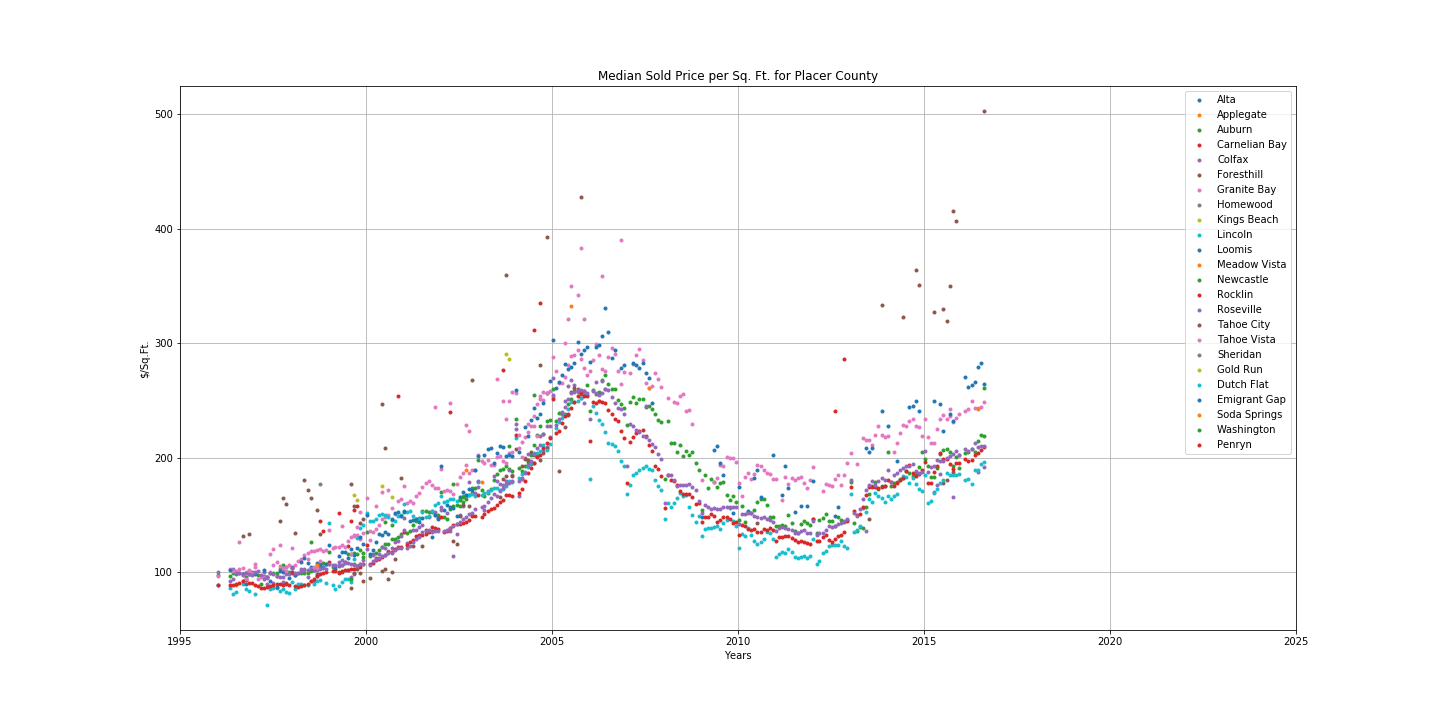 Median Sold Price per Sq. Ft. for Placer County
500
400
300
200
100
$/Sq.Ft.
1995
2000
2005
2010
2015
2020
2025
Years
Alta
Applegate
Auburn
Carnelian Bay
Colfax
Foresthill
Granite Bay
Homewood
Kings Beach
Lincoln
Loomis
Meadow Vista
Newcastle
Rocklin
Roseville
Tahoe City
Tahoe Vista
Sheridan
Gold Run
Dutch Flat
Emigrant Gap
Soda Springs
Washington
Penryn